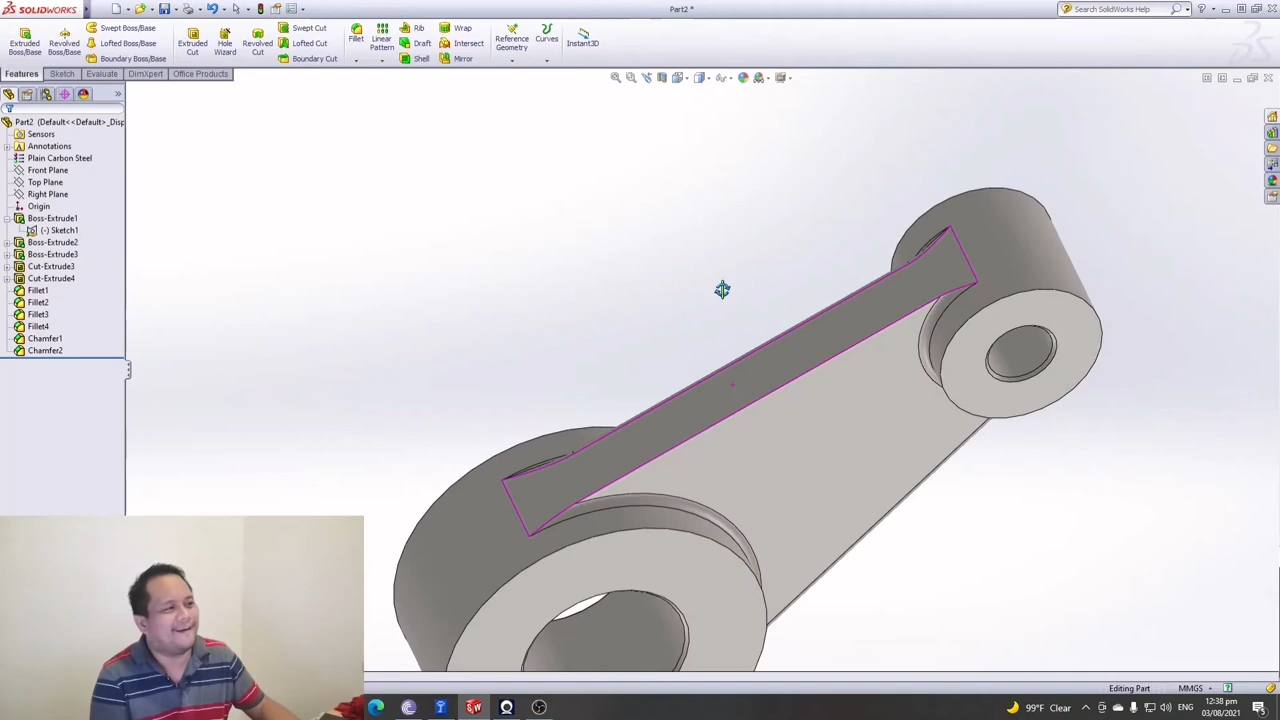 SOLIDWORKS
Part2 *
Search SolidWorks Help
Extruded Boss/Base
Revolved Boss/Base
Swept Boss/Base
Lofted Boss/Base
Boundary Boss/Base
Extruded Cut
Hole Wizard
Revolved Cut
Swept Cut
Lofted Cut
Boundary Cut
Fillet
Linear Pattern
Rib
Draft
Shell
Wrap
Intersect
Mirror
Reference Geometry
Curves
Instant3D
Features
Sketch
Evaluate
DimXpert
Office Products
Part2 (Default<<Default>_Disp
Sensors
Annotations
Plain Carbon Steel
Front Plane
Top Plane
Right Plane
Origin
Boss-Extrude1
(-) Sketch1
Boss-Extrude2
Boss-Extrude3
Cut-Extrude3
Cut-Extrude4
Fillet1
Fillet2
Fillet3
Fillet4
Chamfer1
Chamfer2
Editing Part
MMGS
99°F Clear
12:38 pm
03/08/2021